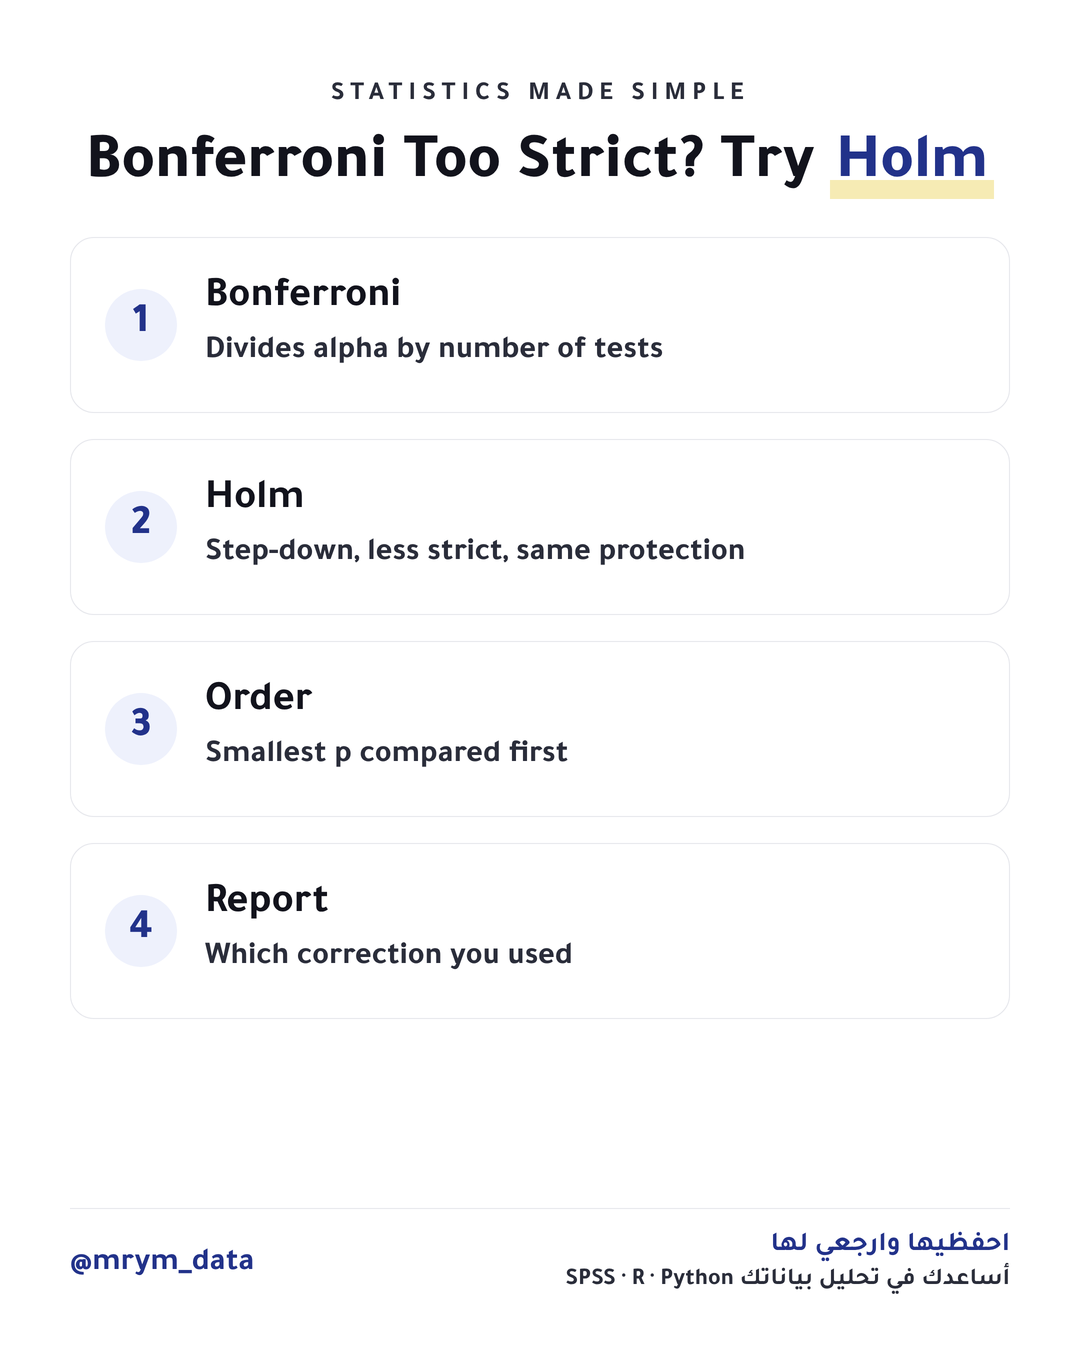 STATISTICS MADE SIMPLE
Bonferroni Too Strict? Try Holm
1
Bonferroni
Divides alpha by number of tests
2
Holm
Step-down, less strict, same protection
3
Order
Smallest p compared first
4
Report
Which correction you used
@mrym_data
احفظيها وارجعي لها
أساعدك في تحليل بياناتك SPSS · R · Python